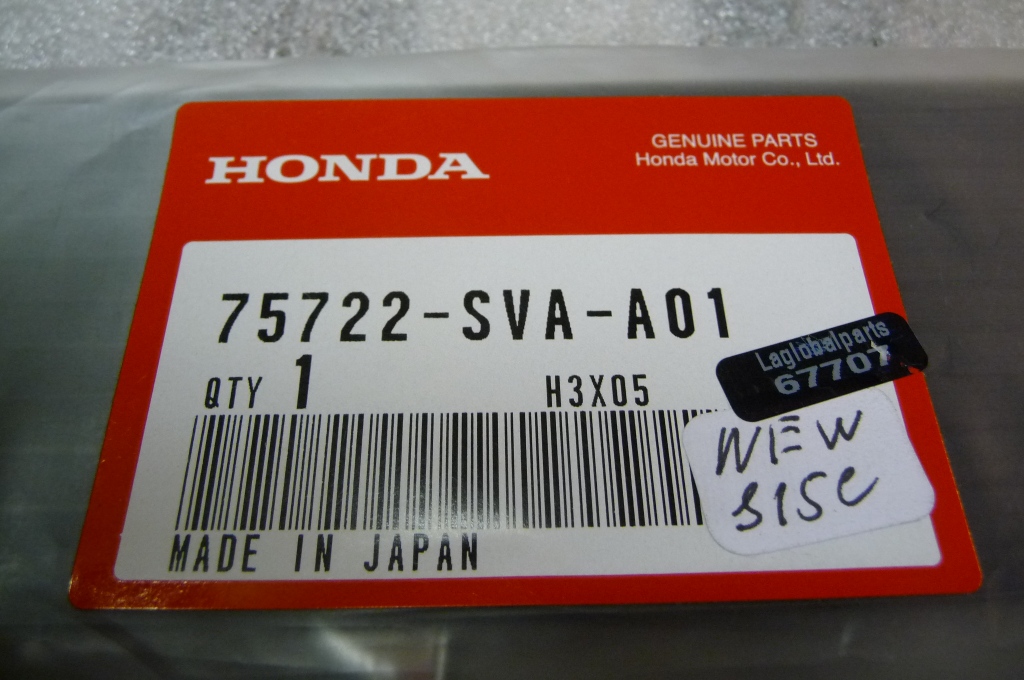 HONDA
GENUINE PARTS
Honda Motor Co., Ltd.
75722-SVA-A01
QTY 1 H3X05
Laglobalparts
67707
NEW
S15C
MADE IN JAPAN